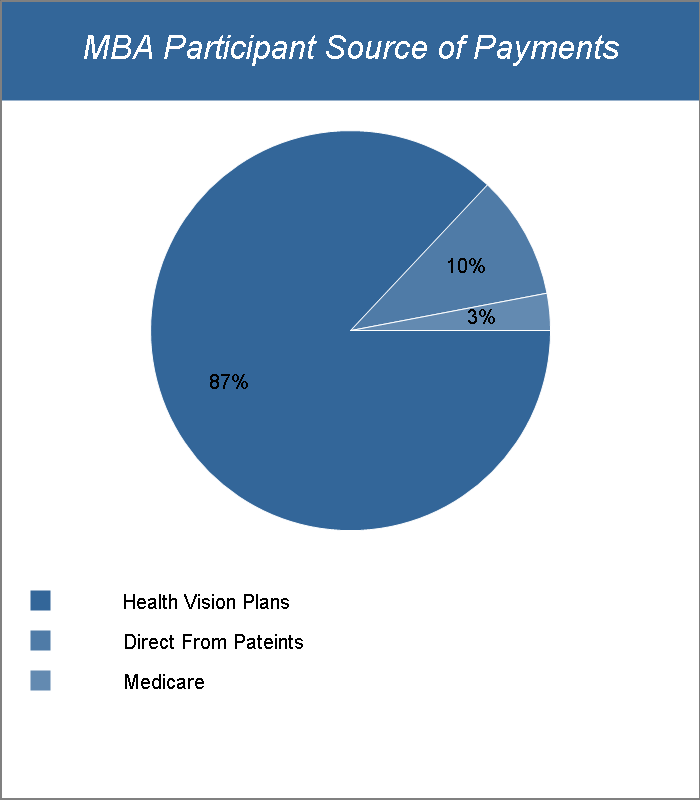 MBA Participant Source of Payments
10%
3%
87%
Health Vision Plans
Direct From Pateints
Medicare